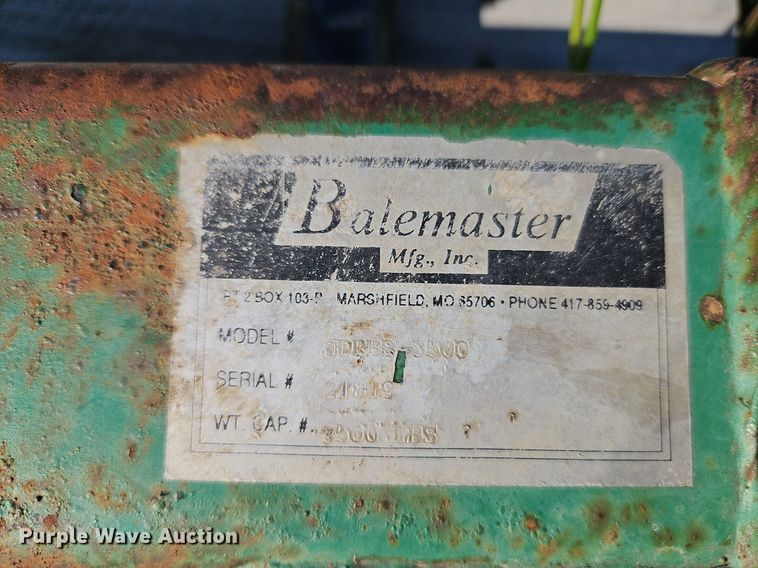 Balemaster
Mfg., Inc.
RT 2 BOX 103-B MARSHFIELD, MO 65706 • PHONE 417-859-4909
MODEL #
SERIAL #
WT. CAP. # 3500 LBS
Purple Wave Auction®